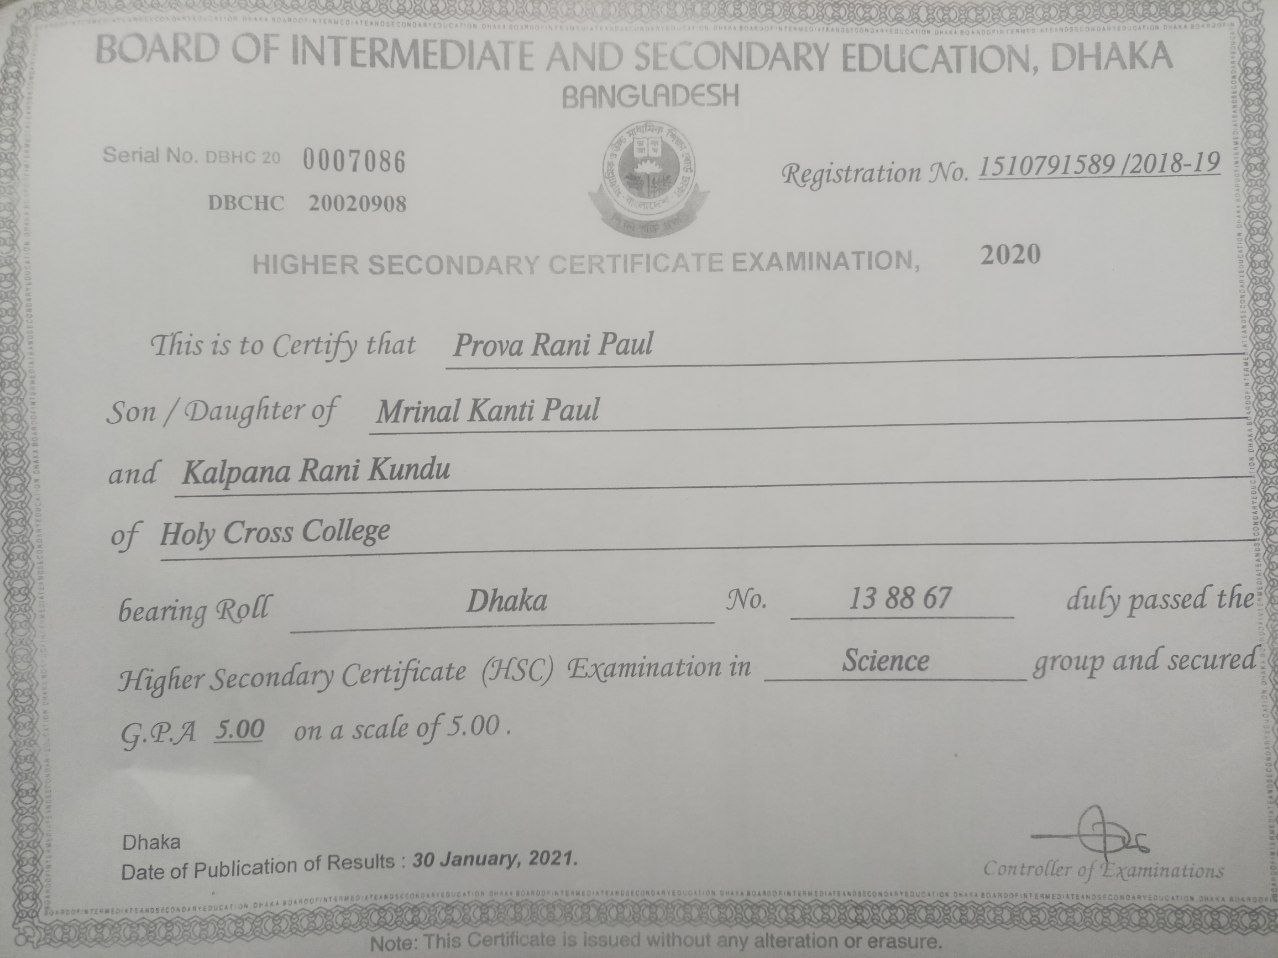 BOARD OF INTERMEDIATE AND SECONDARY EDUCATION, DHAKA
BANGLADESH
Serial No. DBHC 20 0007086
Registration No. 1510791589 /2018-19
DBCHC 20020908
HIGHER SECONDARY CERTIFICATE EXAMINATION, 2020
This is to Certify that Prova Rani Paul
Son / Daughter of Mrinal Kanti Paul
and Kalpana Rani Kundu
of Holy Cross College
bearing Roll Dhaka No. 13 88 67 duly passed the
Higher Secondary Certificate (HSC) Examination in Science group and secured
G.P.A 5.00 on a scale of 5.00 .
Dhaka
Date of Publication of Results : 30 January, 2021.
Controller of Examinations
Note: This Certificate is issued without any alteration or erasure.